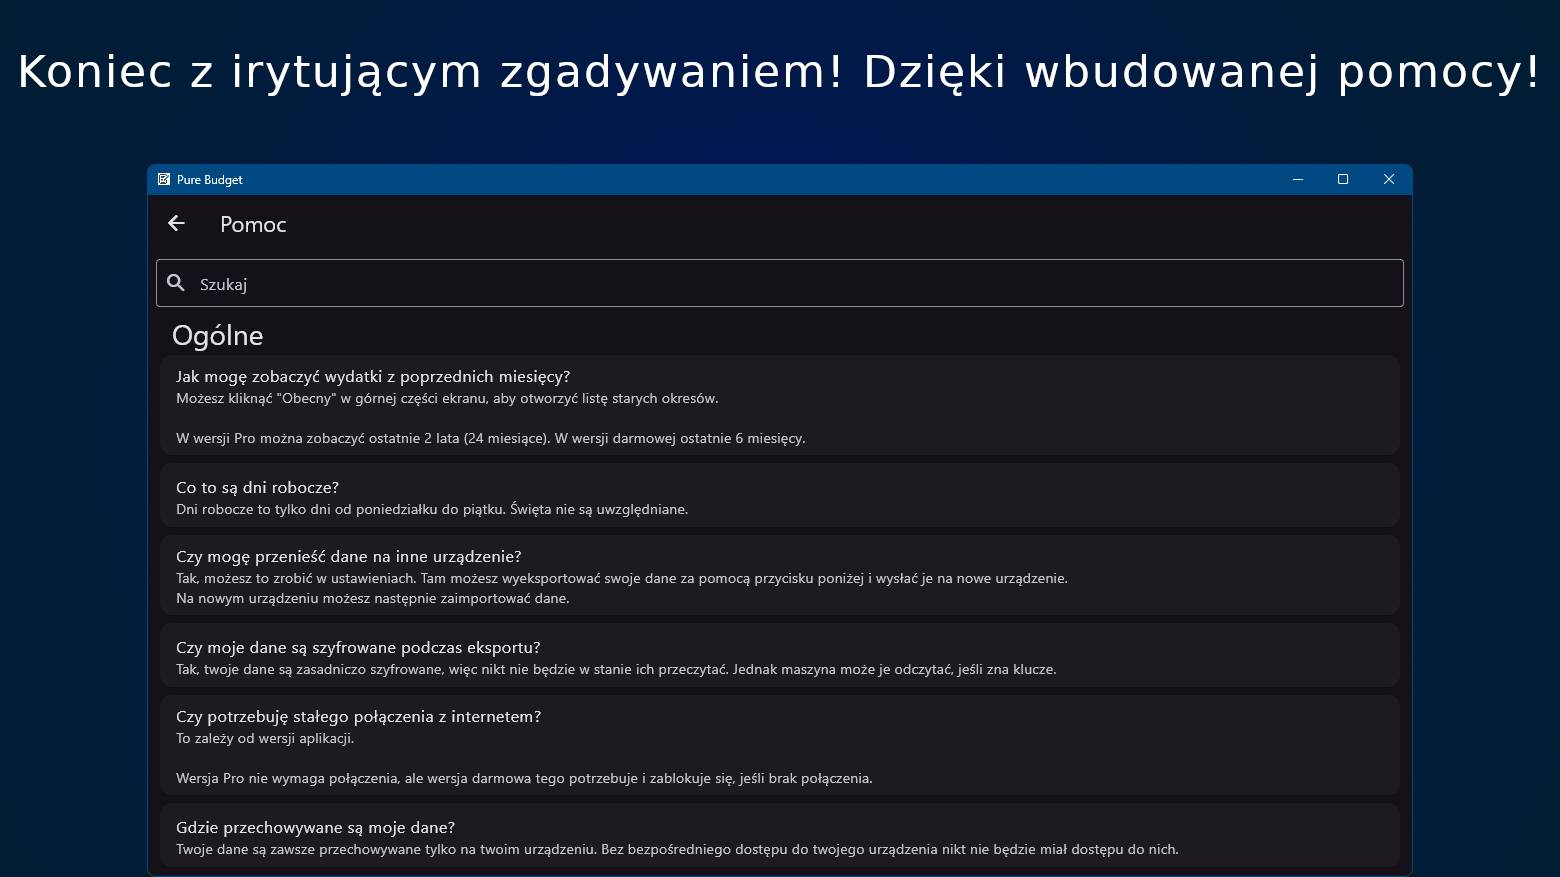 Koniec z irytującym zgadywaniem! Dzięki wbudowanej pomocy!
Pure Budget
Pomoc
Szukaj
Ogólne
Jak mogę zobaczyć wydatki z poprzednich miesięcy?
Możesz kliknąć "Obecny" w górnej części ekranu, aby otworzyć listę starych okresów.
W wersji Pro można zobaczyć ostatnie 2 lata (24 miesiące). W wersji darmowej ostatnie 6 miesięcy.
Co to są dni robocze?
Dni robocze to tylko dni od poniedziałku do piątku. Święta nie są uwzględniane.
Czy mogę przenieść dane na inne urządzenie?
Tak, możesz to zrobić w ustawieniach. Tam możesz wyeksportować swoje dane za pomocą przycisku poniżej i wysłać je na nowe urządzenie.
Na nowym urządzeniu możesz następnie zaimportować dane.
Czy moje dane są szyfrowane podczas eksportu?
Tak, twoje dane są zasadniczo szyfrowane, więc nikt nie będzie w stanie ich przeczytać. Jednak maszyna może je odczytać, jeśli zna klucze.
Czy potrzebuję stałego połączenia z internetem?
To zależy od wersji aplikacji.
Wersja Pro nie wymaga połączenia, ale wersja darmowa tego potrzebuje i zablokuje się, jeśli brak połączenia.
Gdzie przechowywane są moje dane?
Twoje dane są zawsze przechowywane tylko na twoim urządzeniu. Bez bezpośredniego dostępu do twojego urządzenia nikt nie będzie miał dostępu do nich.